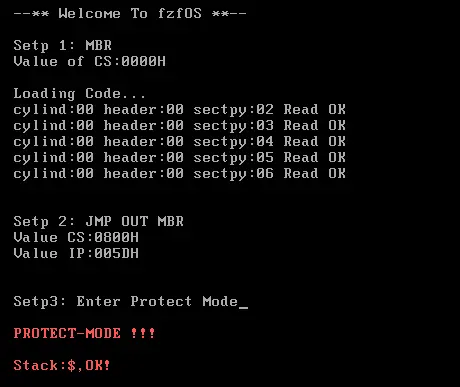 --** Welcome To fzfOS **--
Setp 1: MBR
Value of CS:0000H
Loading Code...
cylind:00 header:00 sectpy:02 Read OK
cylind:00 header:00 sectpy:03 Read OK
cylind:00 header:00 sectpy:04 Read OK
cylind:00 header:00 sectpy:05 Read OK
cylind:00 header:00 sectpy:06 Read OK
Setp 2: JMP OUT MBR
Value CS:0800H
Value IP:005DH
Setp3: Enter Protect Mode_
PROTECT-MODE !!!
Stack:$,OK!